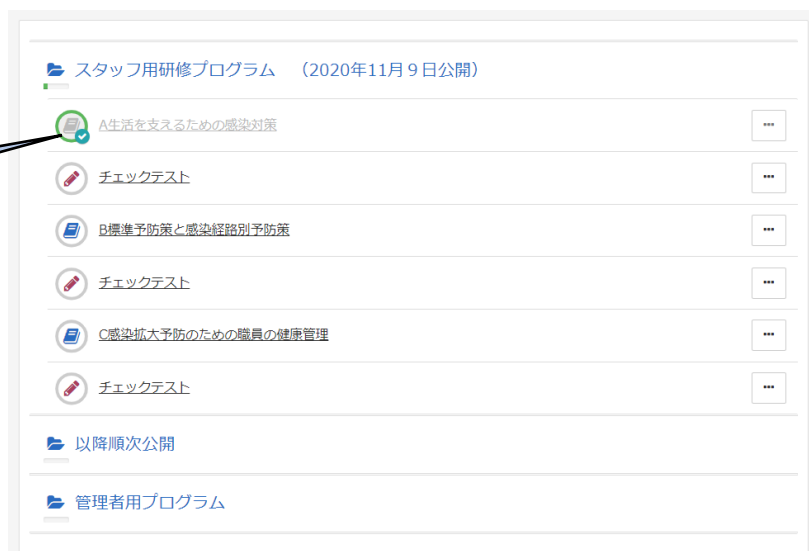 スタッフ用研修プログラム　（2020年11月９日公開）
A生活を支えるための感染対策
チェックテスト
B標準予防策と感染経路別予防策
チェックテスト
C感染拡大予防のための職員の健康管理
チェックテスト
以降順次公開
管理者用プログラム